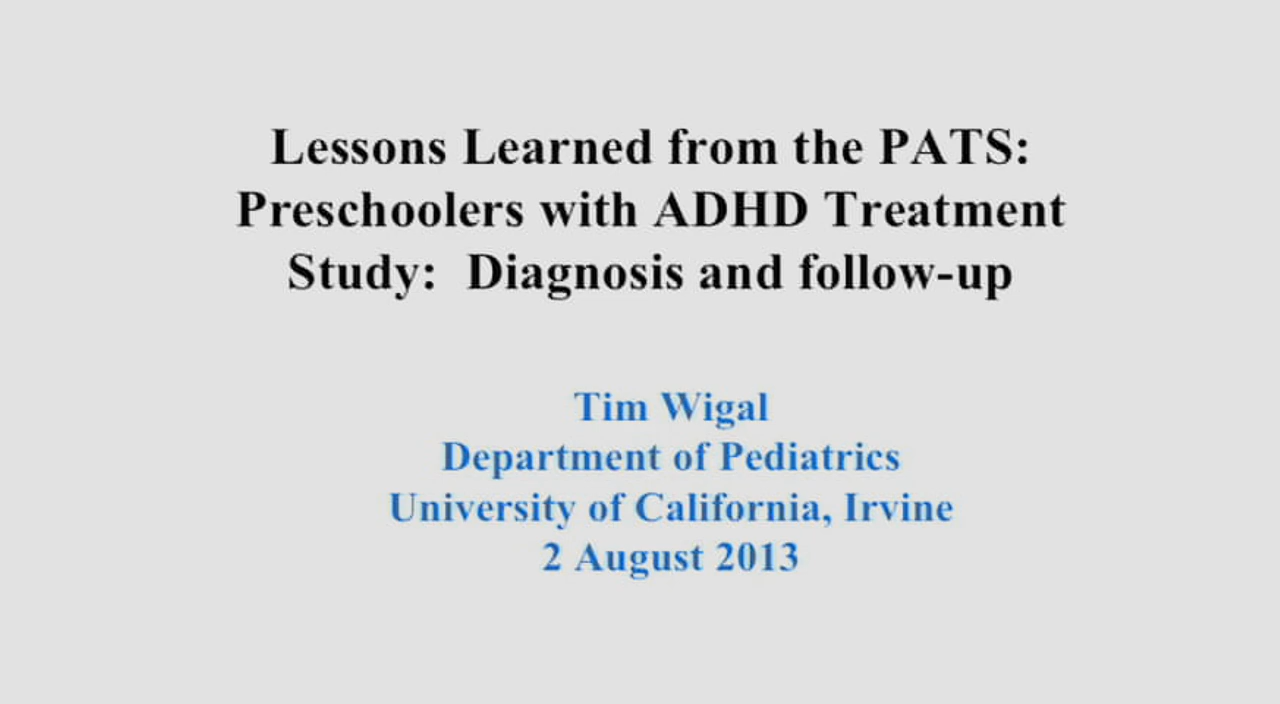 Lessons Learned from the PATS:
Preschoolers with ADHD Treatment
Study:  Diagnosis and follow-up
Tim Wigal
Department of Pediatrics
University of California, Irvine
2 August 2013